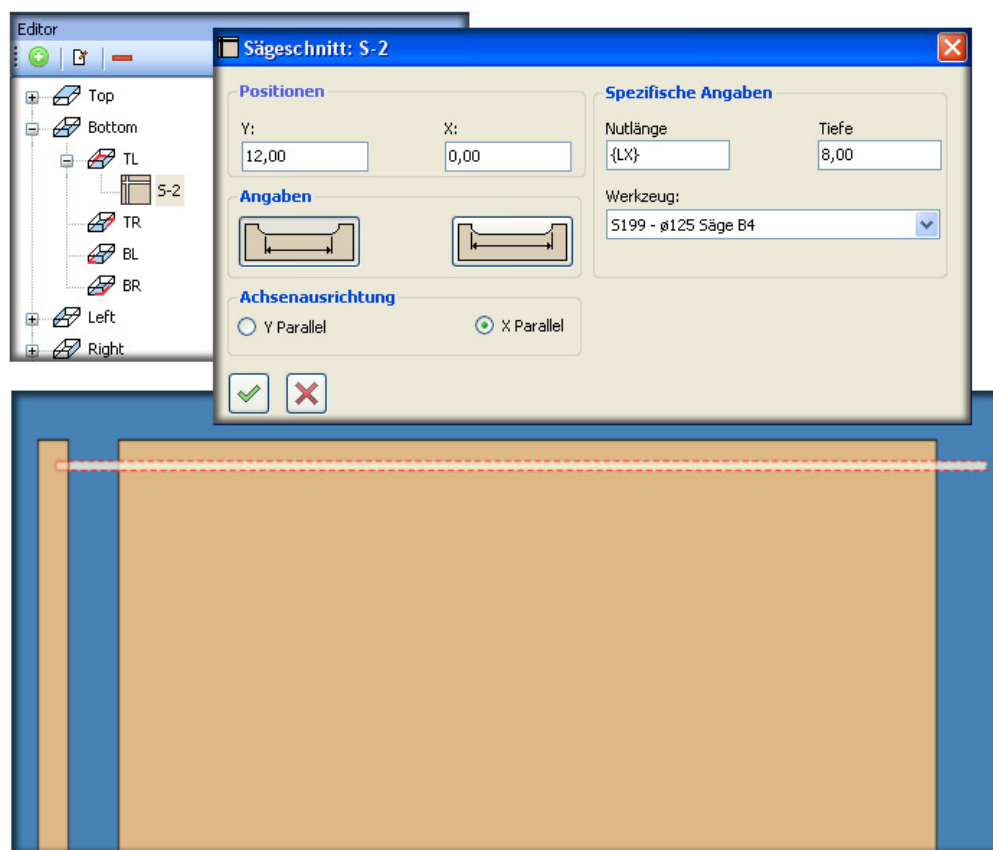 Editor
Top
Bottom
TL
S-2
TR
BL
BR
Left
Right
Sägeschnitt: S-2
Positionen
Y: X:
12,00 0,00
Angaben
Achsenausrichtung
Y Parallel X Parallel
Spezifische Angaben
Nutlänge Tiefe
{LX} 8,00
Werkzeug:
S199 - ø125 Säge B4